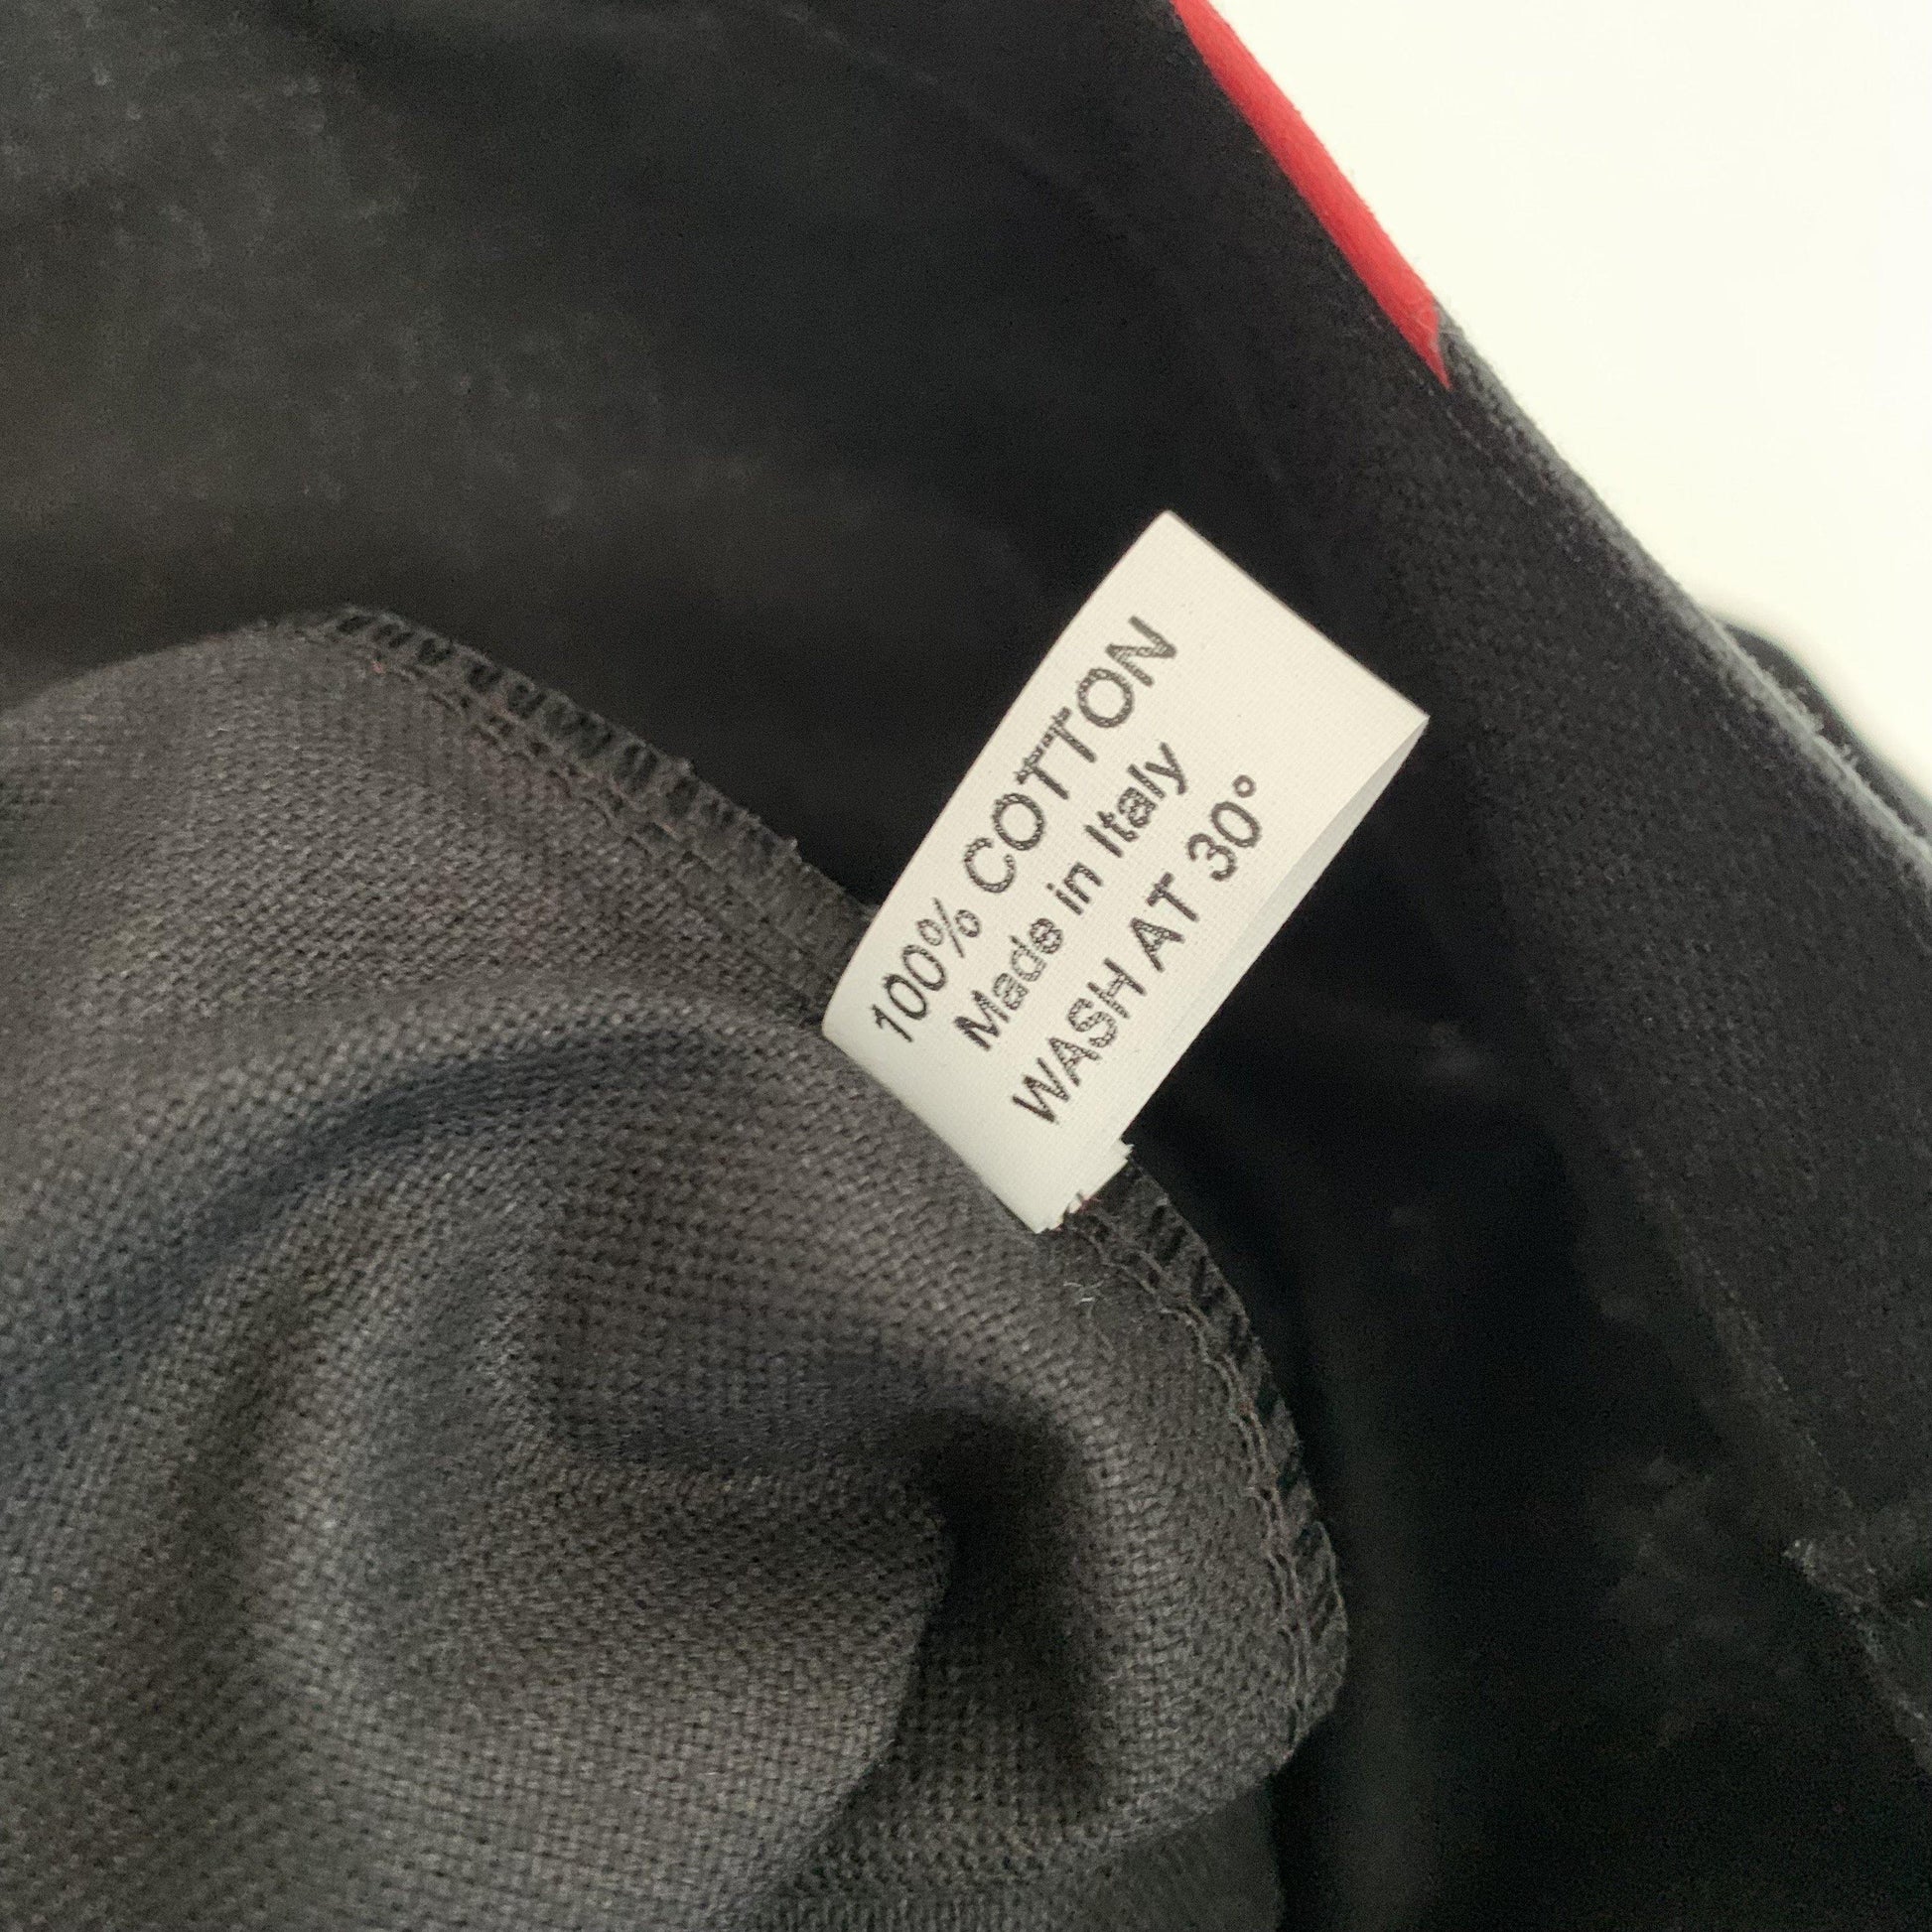 100% COTTON
Made in Italy
WASH AT 30°